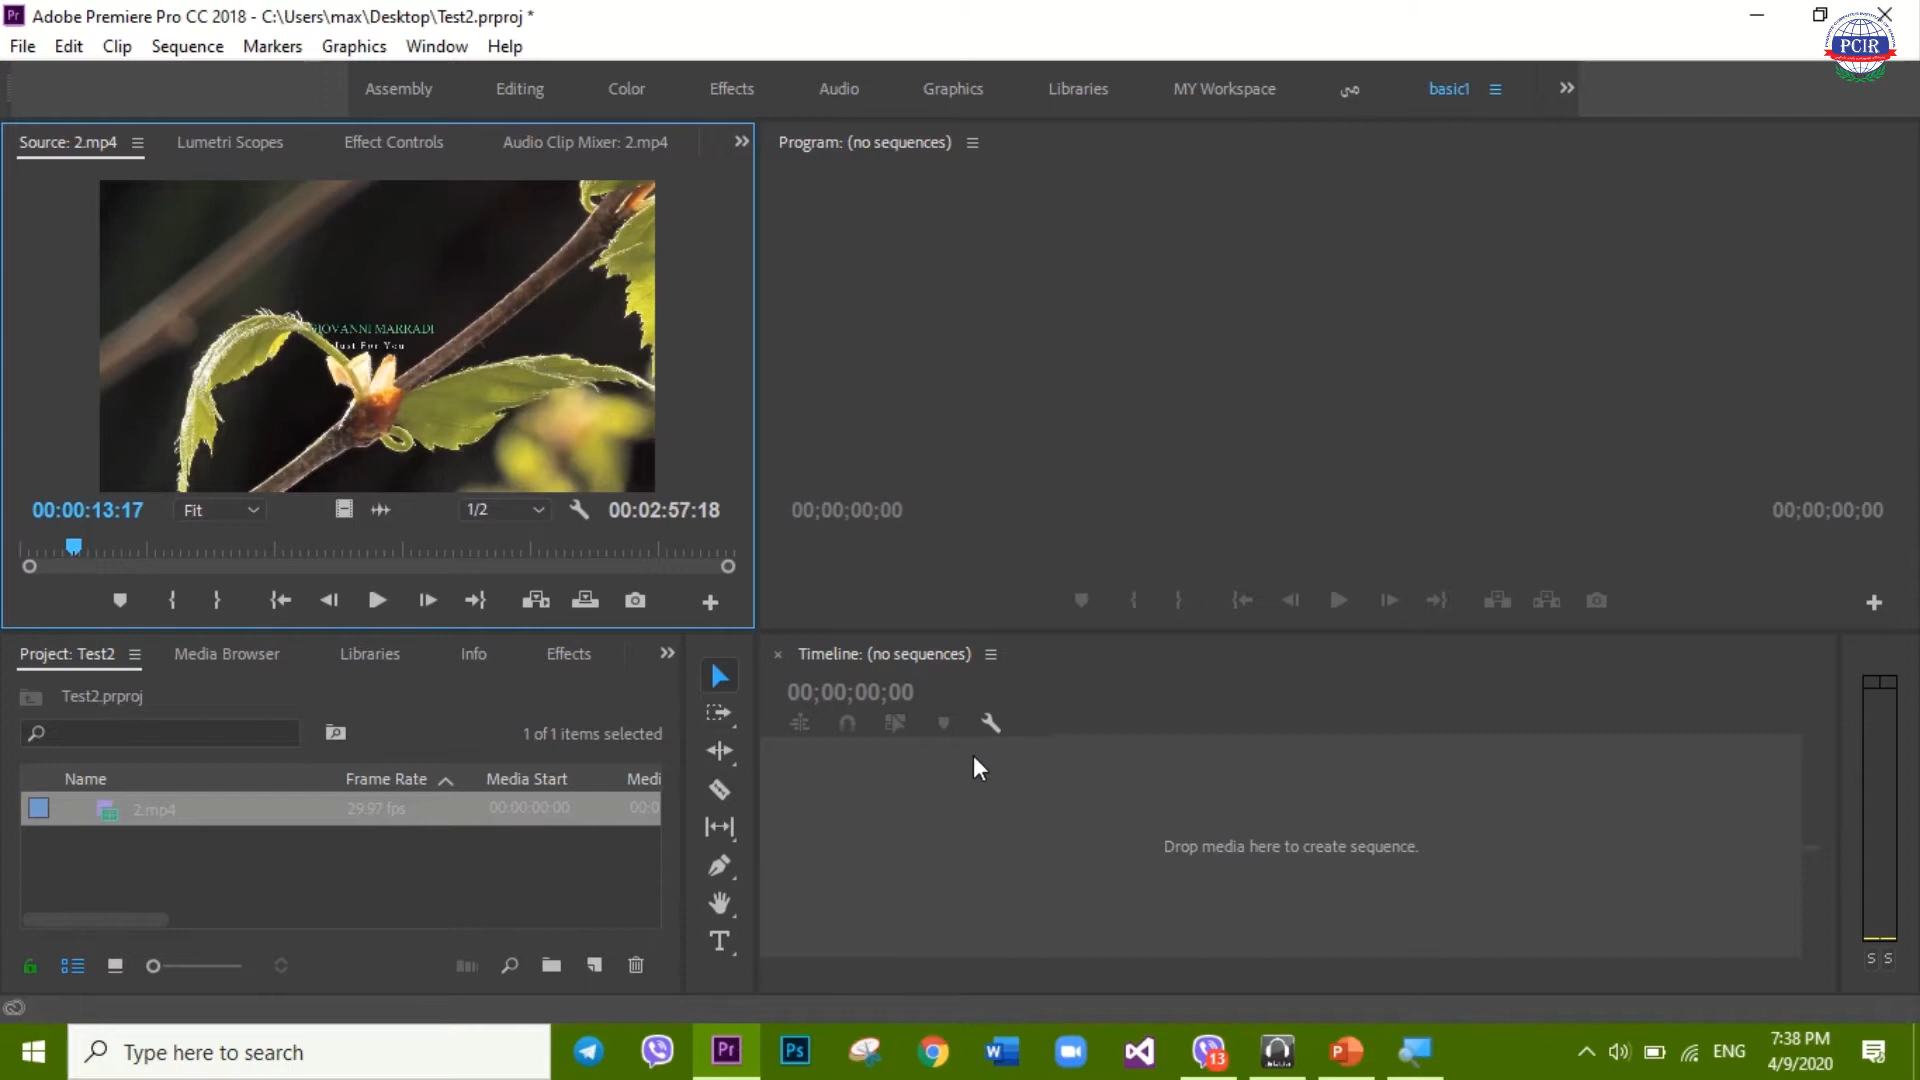 Adobe Premiere Pro CC 2018 - C:\Users\max\Desktop\Test2.prproj *
File Edit Clip Sequence Markers Graphics Window Help
PCIR
Assembly Editing Color Effects Audio Graphics Libraries MY Workspace می basic1
Source: 2.mp4 Lumetri Scopes Effect Controls Audio Clip Mixer: 2.mp4
Program: (no sequences)
GIOVANNI MARRADI
Just For You
00:00:13:17 Fit 1/2 00:02:57:18
00;00;00;00 00;00;00;00
Project: Test2 Media Browser Libraries Info Effects
Timeline: (no sequences)
Test2.prproj
00;00;00;00
1 of 1 items selected
Name Frame Rate Media Start Medi
2.mp4 29.97 fps 00:00:00:00 00:0
Drop media here to create sequence.
S S
Type here to search
Pr Ps W 13 P
ENG
7:38 PM
4/9/2020